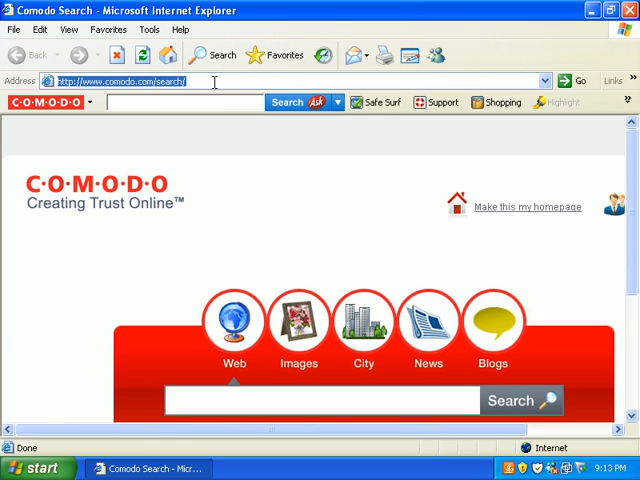 Comodo Search - Microsoft Internet Explorer
File Edit View Favorites Tools Help
Back Search Favorites
Address http://www.comodo.com/search/ Go Links
C·O·M·O·D·O Search Ask Safe Surf Support Shopping Highlight
C·O·M·O·D·O
Creating Trust Online™
Make this my homepage
Web Images City News Blogs
Search
Done Internet
start Comodo Search - Micr... 9:13 PM